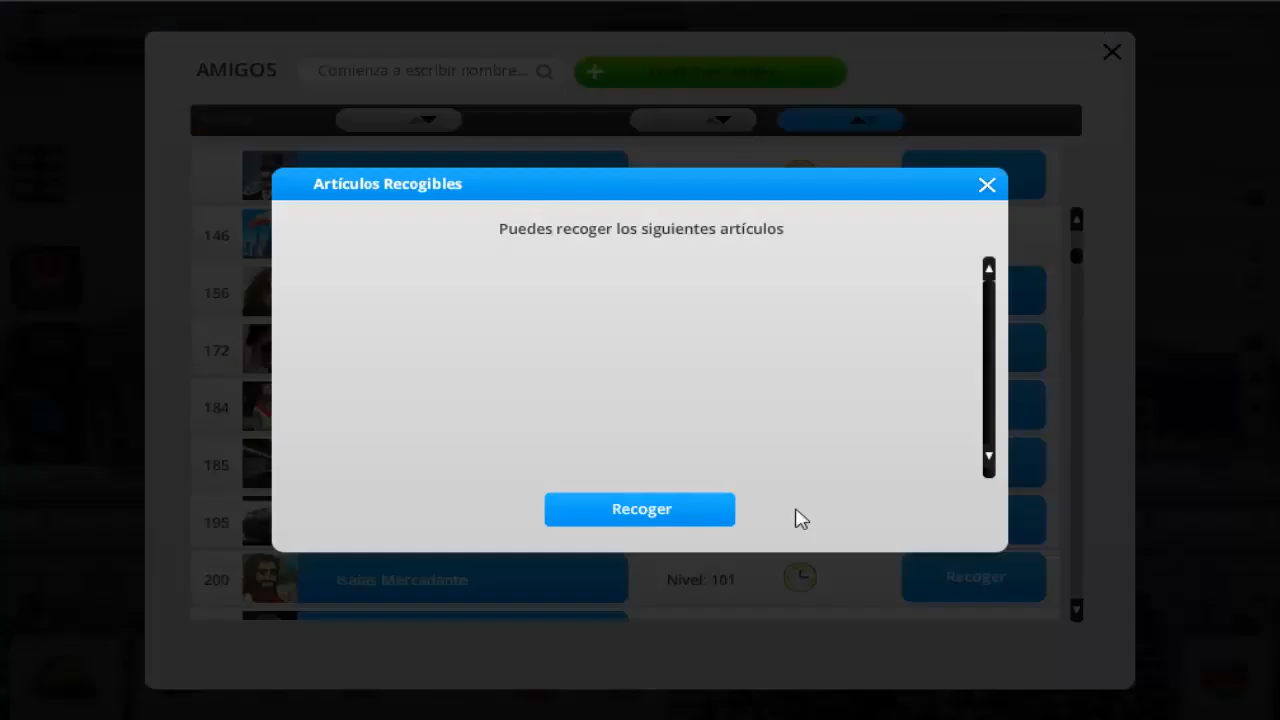 AMIGOS
Comienza a escribir nombre...
Artículos Recogibles
Puedes recoger los siguientes artículos
146
156
172
184
185
195
Recoger
200
Isaías Mercadante
Nivel: 101
Recoger